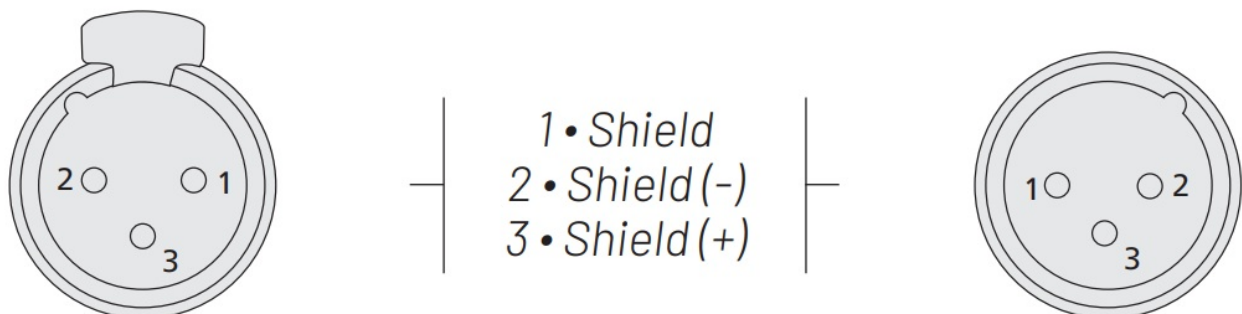 1 • Shield
2 • Shield (-)
3 • Shield (+)
2 1
3
1 2
3